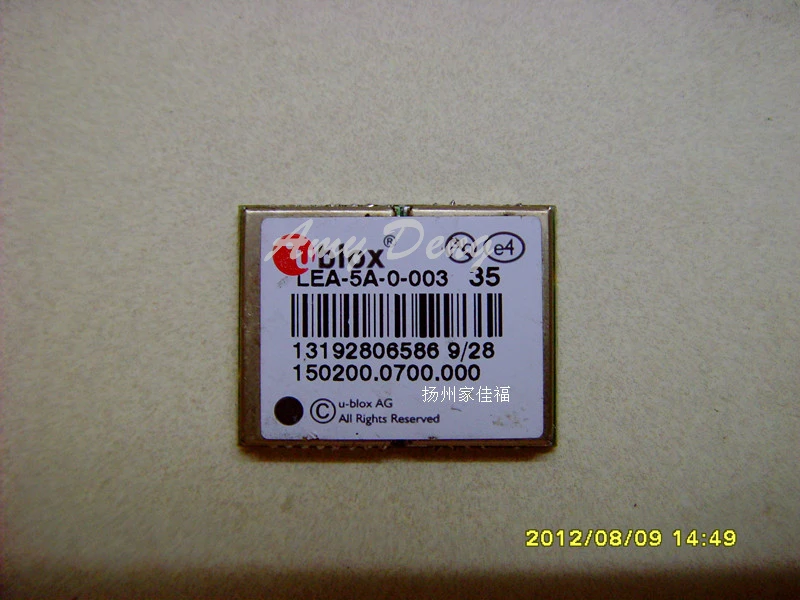 Amy Deng
u-blox®
e4
LEA-5A-0-003 35
13192806586 9/28
150200.0700.000
扬州家佳福
© u-blox AG
All Rights Reserved
2012/08/09 14:49